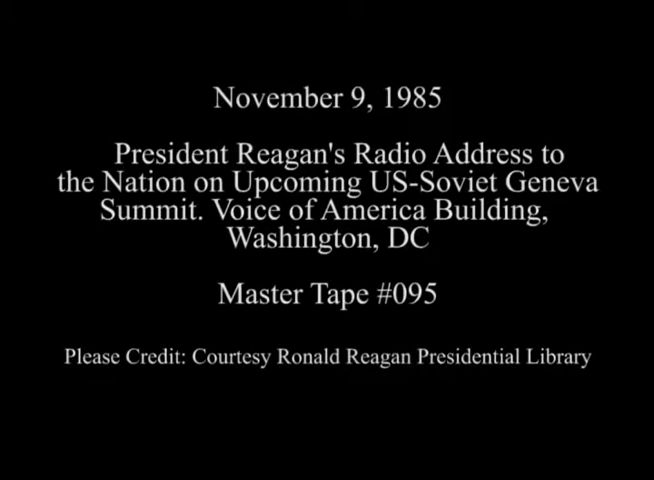 November 9, 1985
President Reagan's Radio Address to
the Nation on Upcoming US-Soviet Geneva
Summit. Voice of America Building,
Washington, DC
Master Tape #095
Please Credit: Courtesy Ronald Reagan Presidential Library